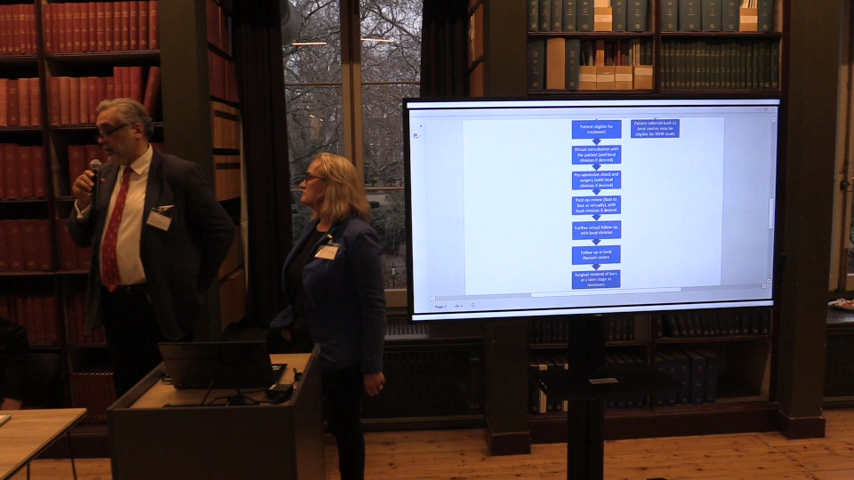 Patient eligible for
treatment
Patient referred back to
local centre; may be
eligible for NIHR study
Virtual consultation with
the patient (and local
clinician if desired)
Pre-admission check and
surgery (with local
clinician if desired)
Post op review (face to
face or virtually), with
local clinician if desired
Further virtual follow up,
with local clinician
Follow up at local
centre
Surgical removal of bars
at a later stage as
necessary
Page